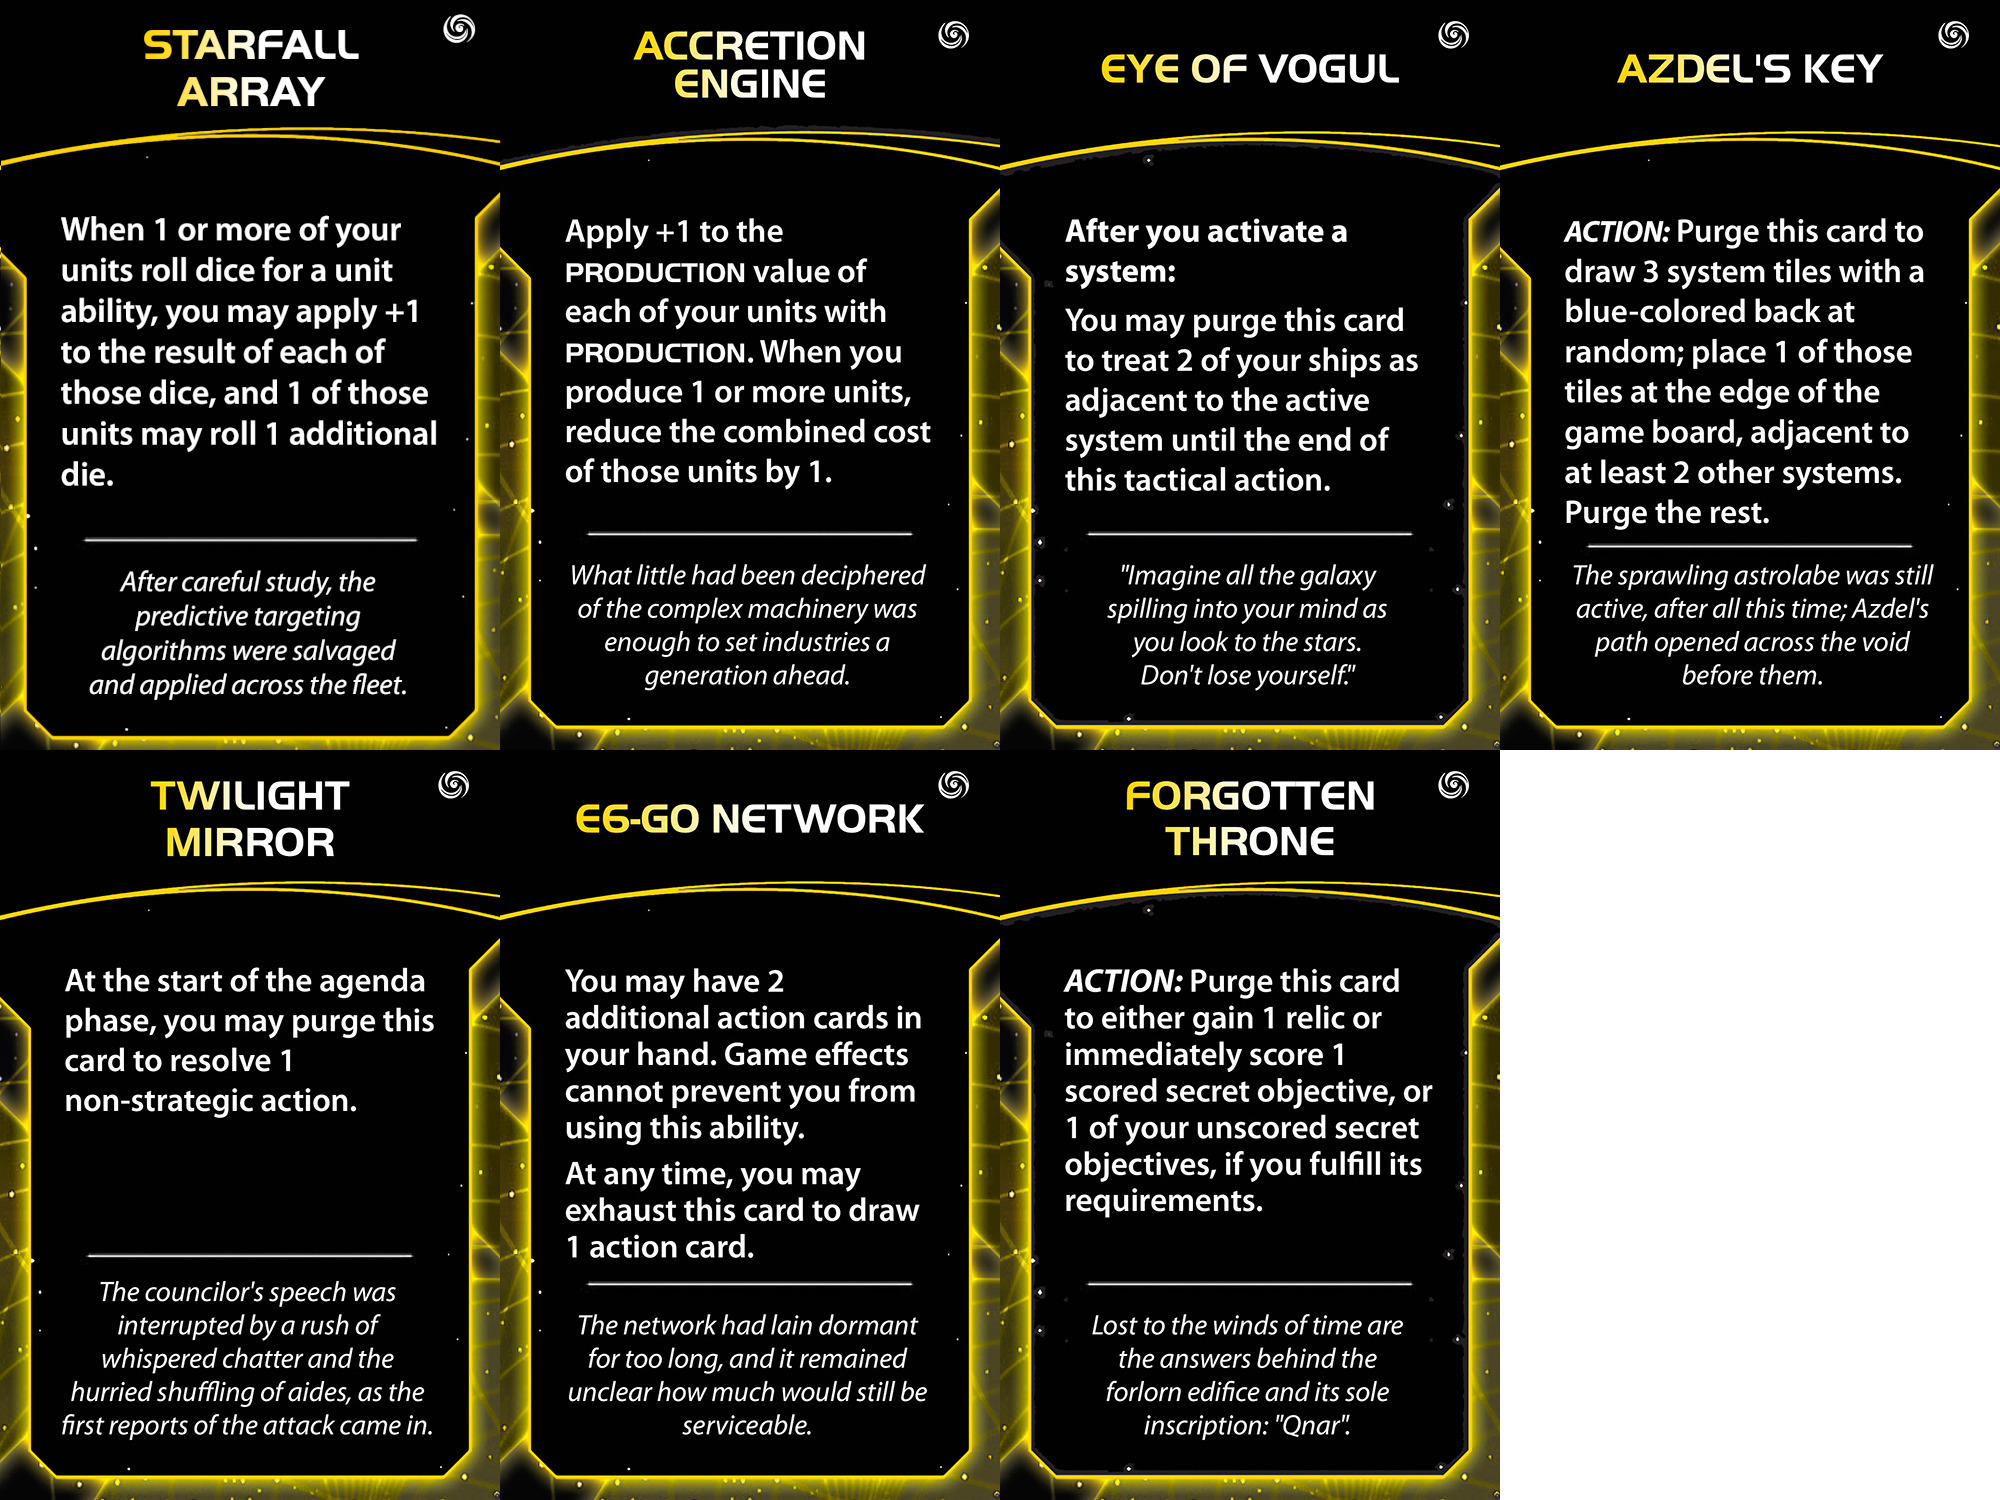 STARFALL
ARRAY
When 1 or more of your
units roll dice for a unit
ability, you may apply +1
to the result of each of
those dice, and 1 of those
units may roll 1 additional
die.
After careful study, the
predictive targeting
algorithms were salvaged
and applied across the fleet.
ACCRETION
ENGINE
Apply +1 to the
PRODUCTION value of
each of your units with
PRODUCTION. When you
produce 1 or more units,
reduce the combined cost
of those units by 1.
What little had been deciphered
of the complex machinery was
enough to set industries a
generation ahead.
EYE OF VOGUL
After you activate a
system:
You may purge this card
to treat 2 of your ships as
adjacent to the active
system until the end of
this tactical action.
"Imagine all the galaxy
spilling into your mind as
you look to the stars.
Don't lose yourself."
AZDEL'S KEY
ACTION: Purge this card to
draw 3 system tiles with a
blue-colored back at
random; place 1 of those
tiles at the edge of the
game board, adjacent to
at least 2 other systems.
Purge the rest.
The sprawling astrolabe was still
active, after all this time; Azdel's
path opened across the void
before them.
TWILIGHT
MIRROR
At the start of the agenda
phase, you may purge this
card to resolve 1
non-strategic action.
The councilor's speech was
interrupted by a rush of
whispered chatter and the
hurried shuffling of aides, as the
first reports of the attack came in.
E6-GO NETWORK
You may have 2
additional action cards in
your hand. Game effects
cannot prevent you from
using this ability.
At any time, you may
exhaust this card to draw
1 action card.
The network had lain dormant
for too long, and it remained
unclear how much would still be
serviceable.
FORGOTTEN
THRONE
ACTION: Purge this card
to either gain 1 relic or
immediately score 1
scored secret objective, or
1 of your unscored secret
objectives, if you fulfill its
requirements.
Lost to the winds of time are
the answers behind the
forlorn edifice and its sole
inscription: "Qnar".